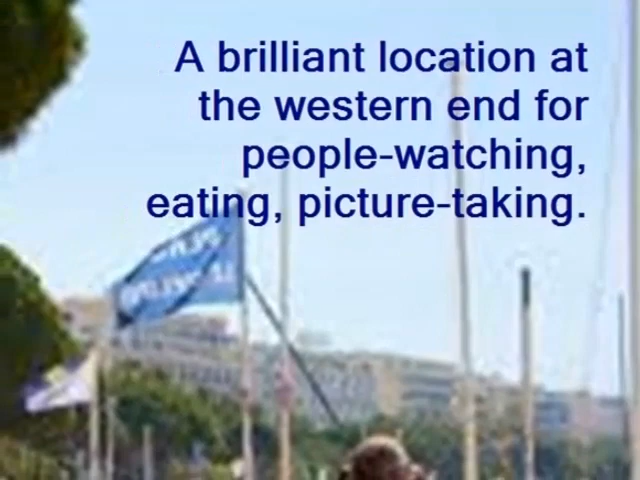 A brilliant location at
the western end for
people-watching,
eating, picture-taking.